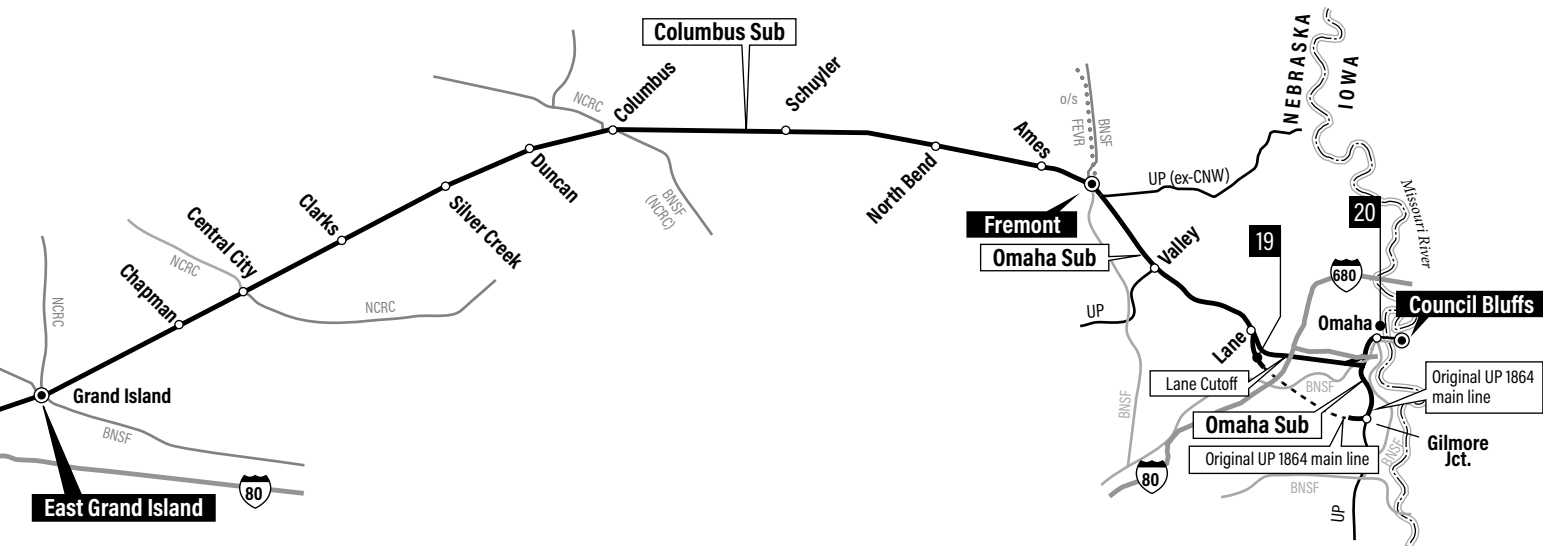 Columbus Sub
Columbus
Schuyler
NCRC
Duncan
Silver Creek
Clarks
Central City
Chapman
NCRC
NCRC
NCRC
BNSF
(NCRC)
Grand Island
BNSF
East Grand Island
80
North Bend
Ames
o/s
FEVR
BNSF
UP (ex-CNW)
Fremont
Omaha Sub
Valley
UP
BNSF
NEBRASKA
IOWA
Missouri River
19
20
680
Council Bluffs
Omaha
Lane
Lane Cutoff
BNSF
Original UP 1864
main line
Omaha Sub
Gilmore
Jct.
Original UP 1864 main line
BNSF
BNSF
80
UP